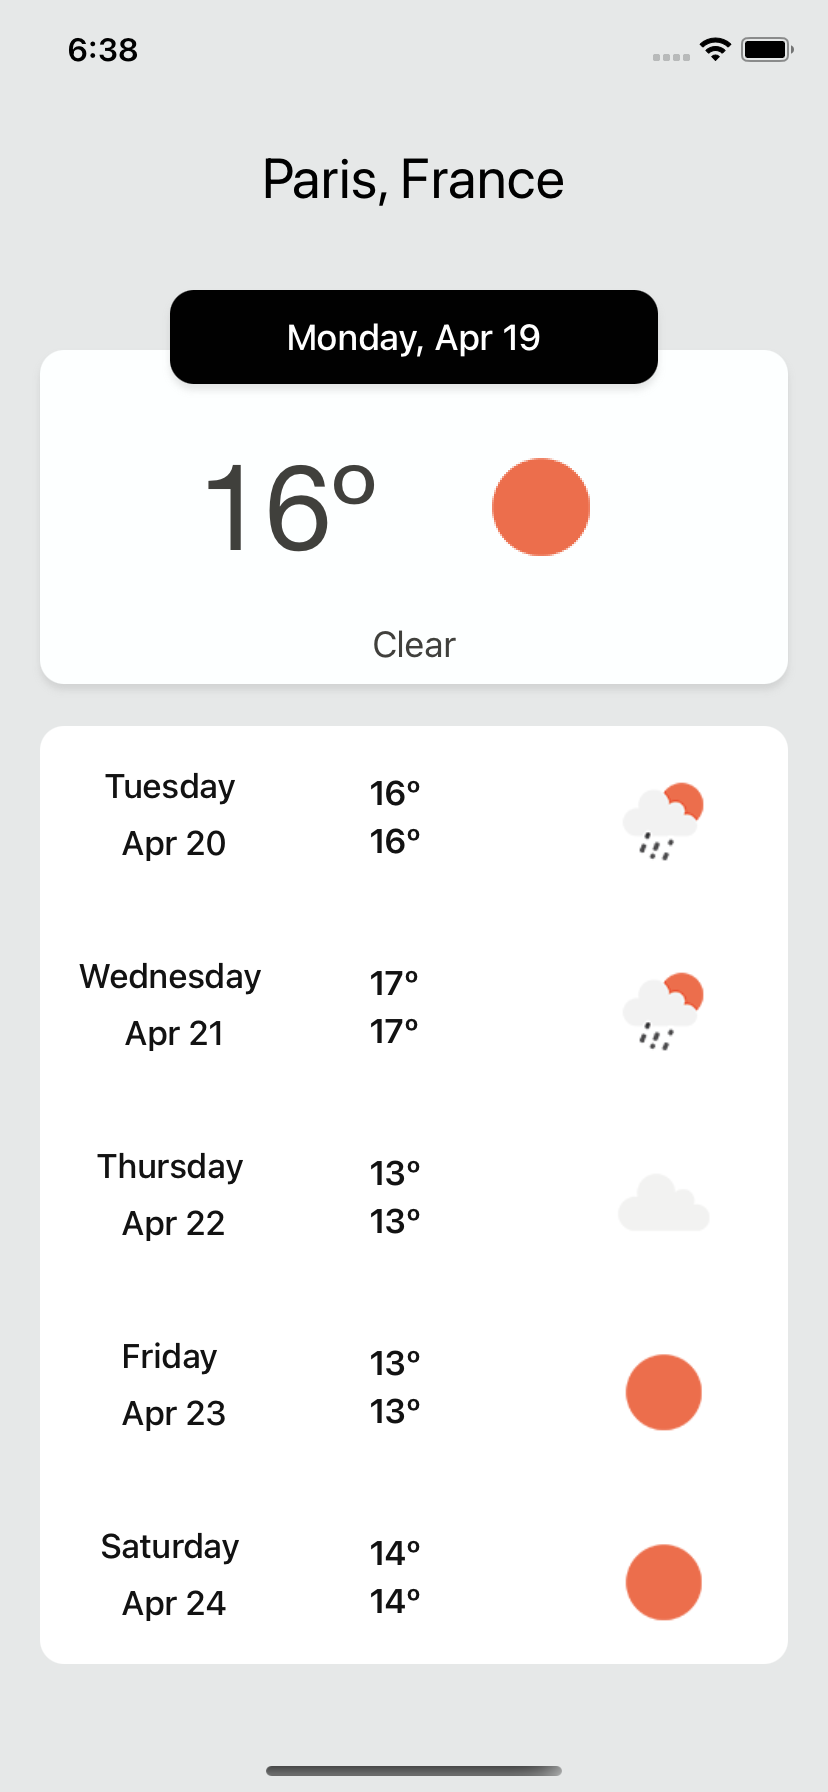 6:38
Paris, France
Monday, Apr 19
16º
Clear
Tuesday
Apr 20
16º
16º
Wednesday
Apr 21
17º
17º
Thursday
Apr 22
13º
13º
Friday
Apr 23
13º
13º
Saturday
Apr 24
14º
14º